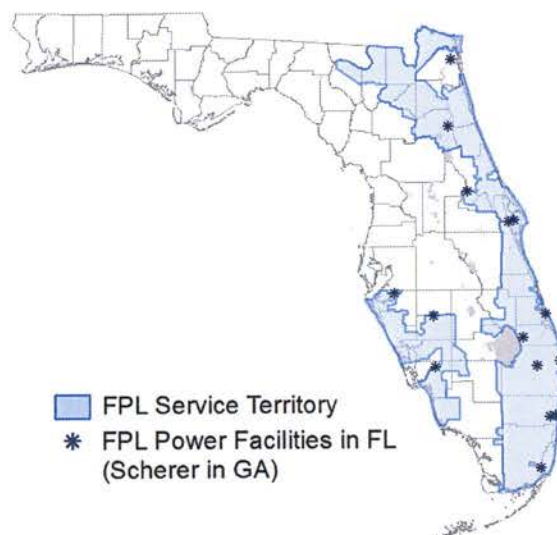 FPL Service Territory
FPL Power Facilities in FL
(Scherer in GA)